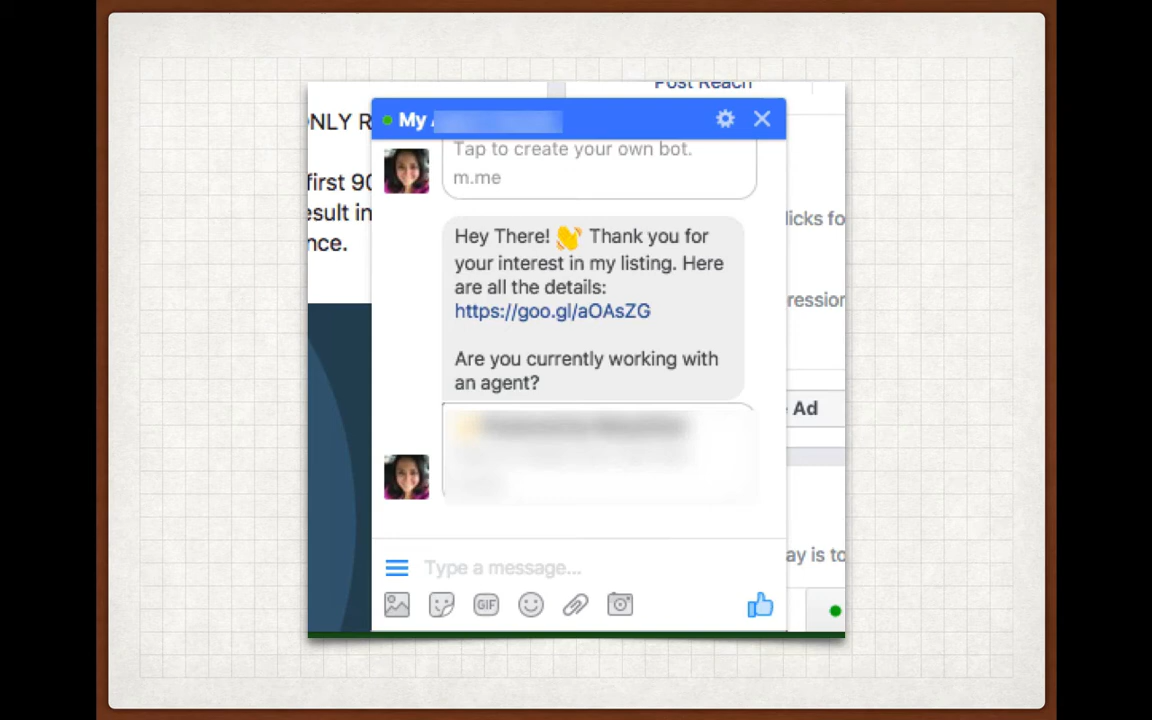 Post Reach
ONLY R
My
Tap to create your own bot.
m.me
first 90
esult in
nce.
licks fo
Hey There! 👋 Thank you for
your interest in my listing. Here
are all the details:
https://goo.gl/aOAsZG
ression
Are you currently working with
an agent?
Ad
ay is to
Type a message...
GIF